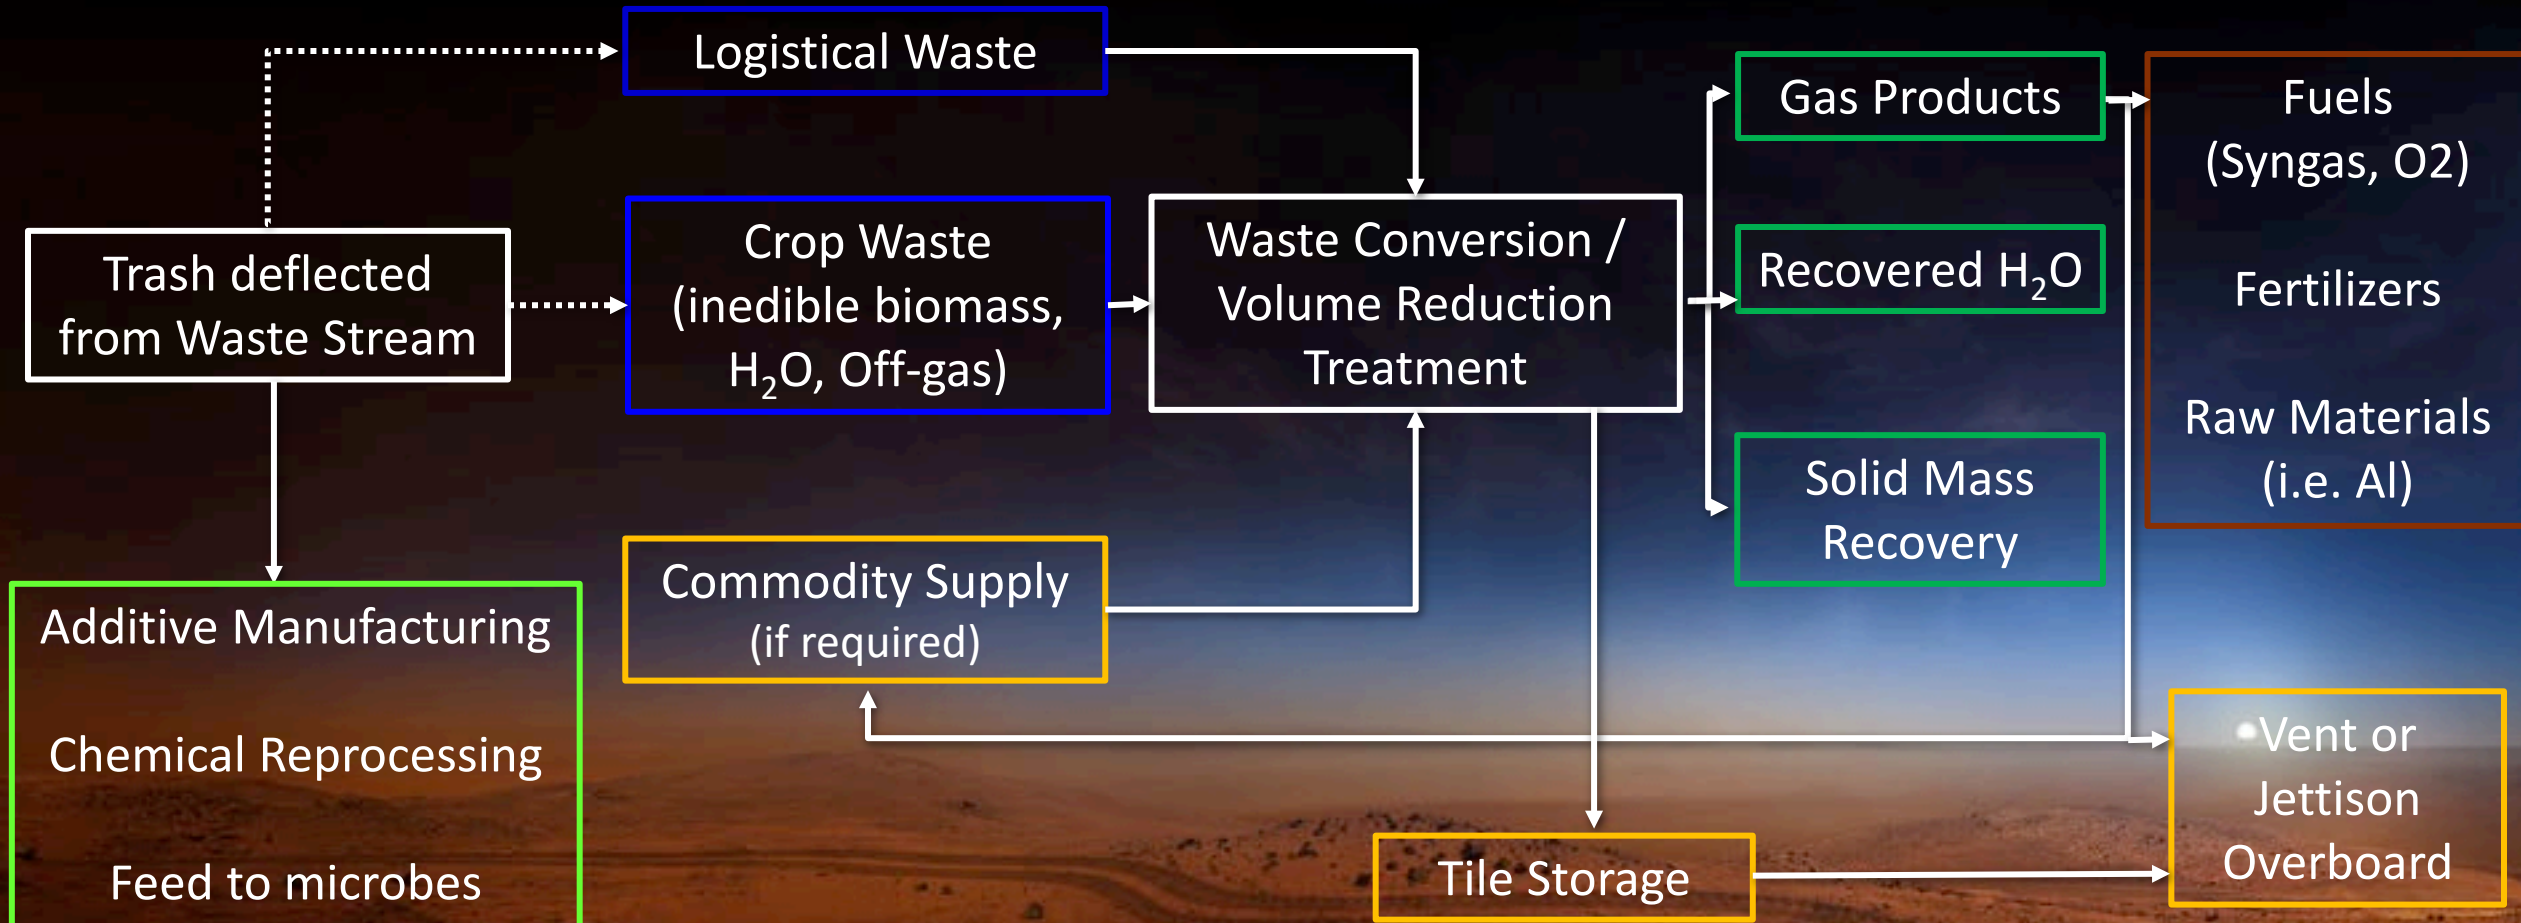 Logistical Waste
Trash deflected
from Waste Stream
Crop Waste
(inedible biomass,
H₂O, Off-gas)
Waste Conversion /
Volume Reduction
Treatment
Gas Products
Recovered H₂O
Solid Mass
Recovery
Fuels
(Syngas, O2)
Fertilizers
Raw Materials
(i.e. Al)
Additive Manufacturing
Chemical Reprocessing
Feed to microbes
Commodity Supply
(if required)
Tile Storage
Vent or
Jettison
Overboard